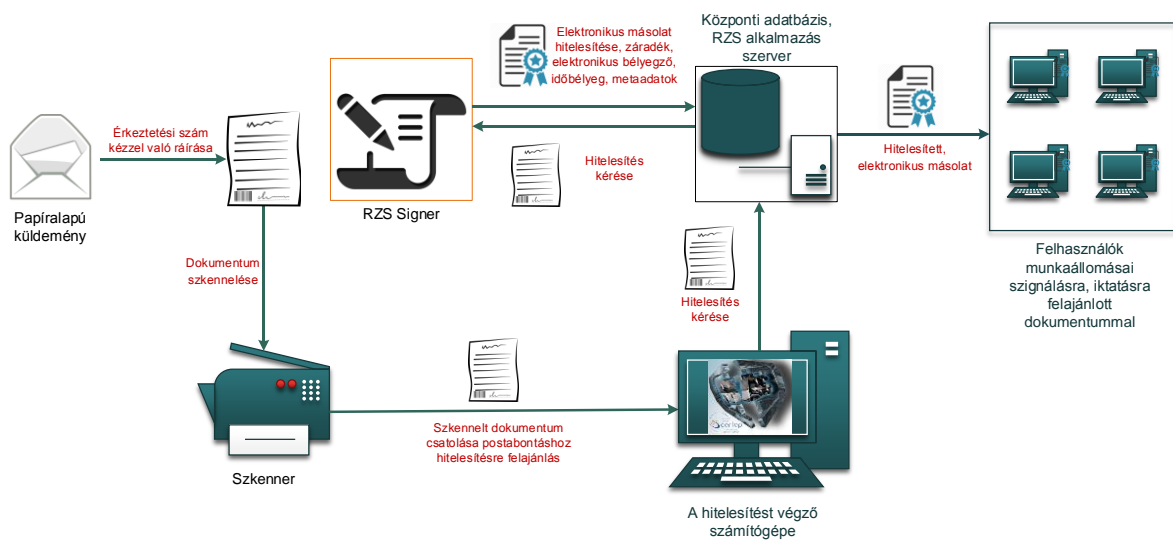 Központi adatbázis,
RZS alkalmazás
szerver
Elektronikus másolat
hitelesítése, záradék,
elektronikus bélyegző,
időbélyeg, metaadatok
Érkeztetési szám
kézzel való ráírása
Hitelesítés
kérése
Hitelesített,
elektronikus másolat
Papíralapú
küldemény
RZS Signer
Dokumentum
szkennelése
Hitelesítés
kérése
Felhasználók
munkaállomásai
szignálásra, iktatásra
felajánlott
dokumentummal
Szkennelt dokumentum
csatolása postabontáshoz
hitelesítésre felajánlás
Szkenner
A hitelesítést végző
számítógépe